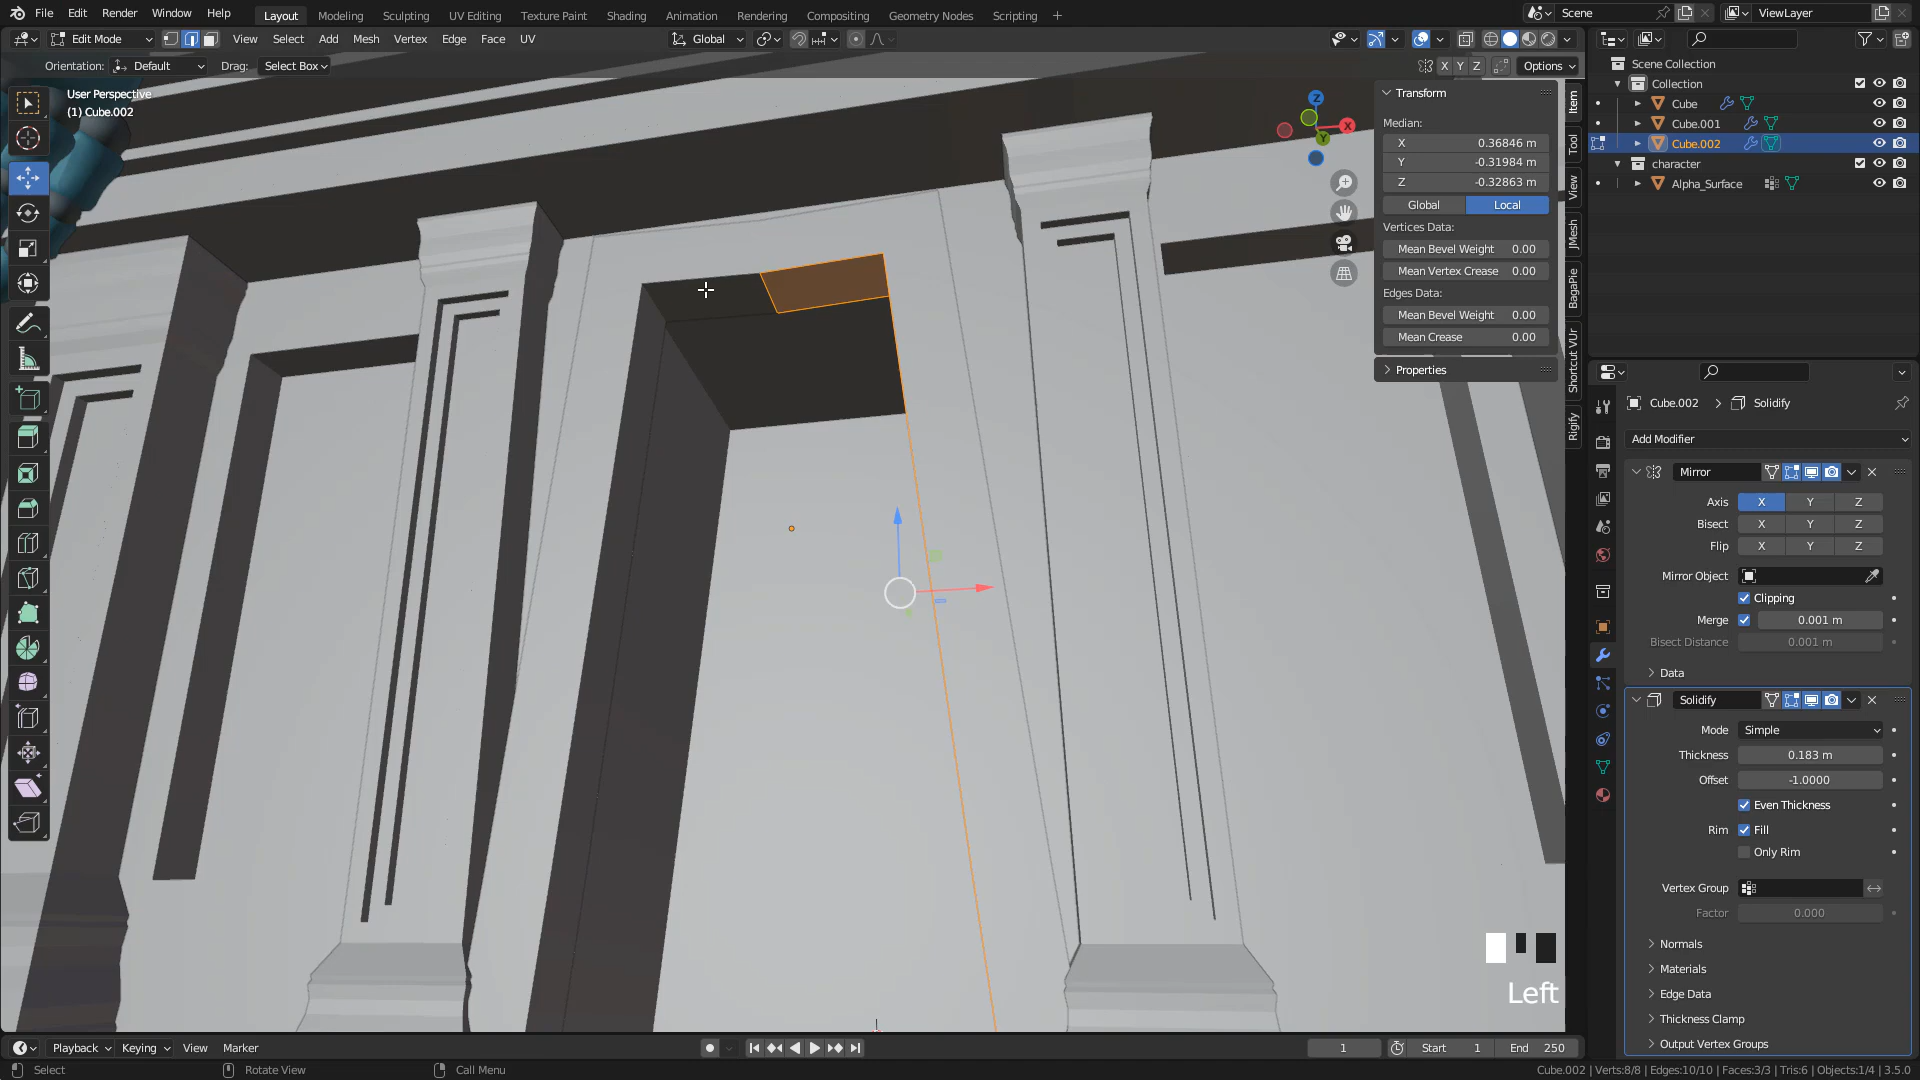 File Edit Render Window Help Layout Modeling Sculpting UV Editing Texture Paint Shading Animation Rendering Compositing Geometry Nodes Scripting + Scene ViewLayer
Edit Mode View Select Add Mesh Vertex Edge Face UV Global
Orientation: Default Drag: Select Box X Y Z Options
User Perspective
(1) Cube.002
Z
X
Y
Transform
Median:
X 0.36846 m
Y -0.31984 m
Z -0.32863 m
Global Local
Vertices Data:
Mean Bevel Weight 0.00
Mean Vertex Crease 0.00
Edges Data:
Mean Bevel Weight 0.00
Mean Crease 0.00
Properties
Item
Tool
View
JMesh
BagaPie
Shortcut VUr
Rigify
Scene Collection
Collection
Cube
Cube.001
Cube.002
character
Alpha_Surface
Cube.002 Solidify
Add Modifier
Mirror
Axis X Y Z
Bisect X Y Z
Flip X Y Z
Mirror Object
Clipping
Merge 0.001 m
Bisect Distance 0.001 m
Data
Solidify
Mode Simple
Thickness 0.183 m
Offset -1.0000
Even Thickness
Rim Fill
Only Rim
Vertex Group
Factor 0.000
Normals
Materials
Edge Data
Thickness Clamp
Output Vertex Groups
Left
Playback Keying View Marker 1 Start 1 End 250
Select Rotate View Call Menu Cube.002 | Verts:8/8 | Edges:10/10 | Faces:3/3 | Tris:6 | Objects:1/4 | 3.5.0